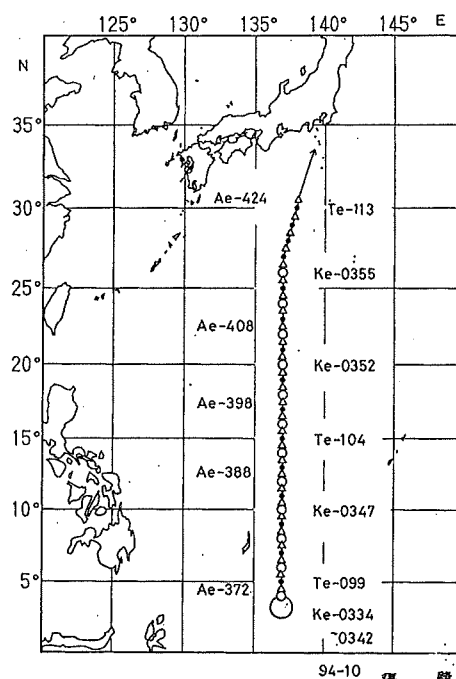 125° 130° 135° 140° 145° E
N
35°
30° Ae-424 Te-113
25° Ke-0355
Ae-408
20° Ke-0352
Ae-398
15° Te-104
Ae-388
10° Ke-0347
5° Ae-372 Te-099
Ke-0334
0342
94-10